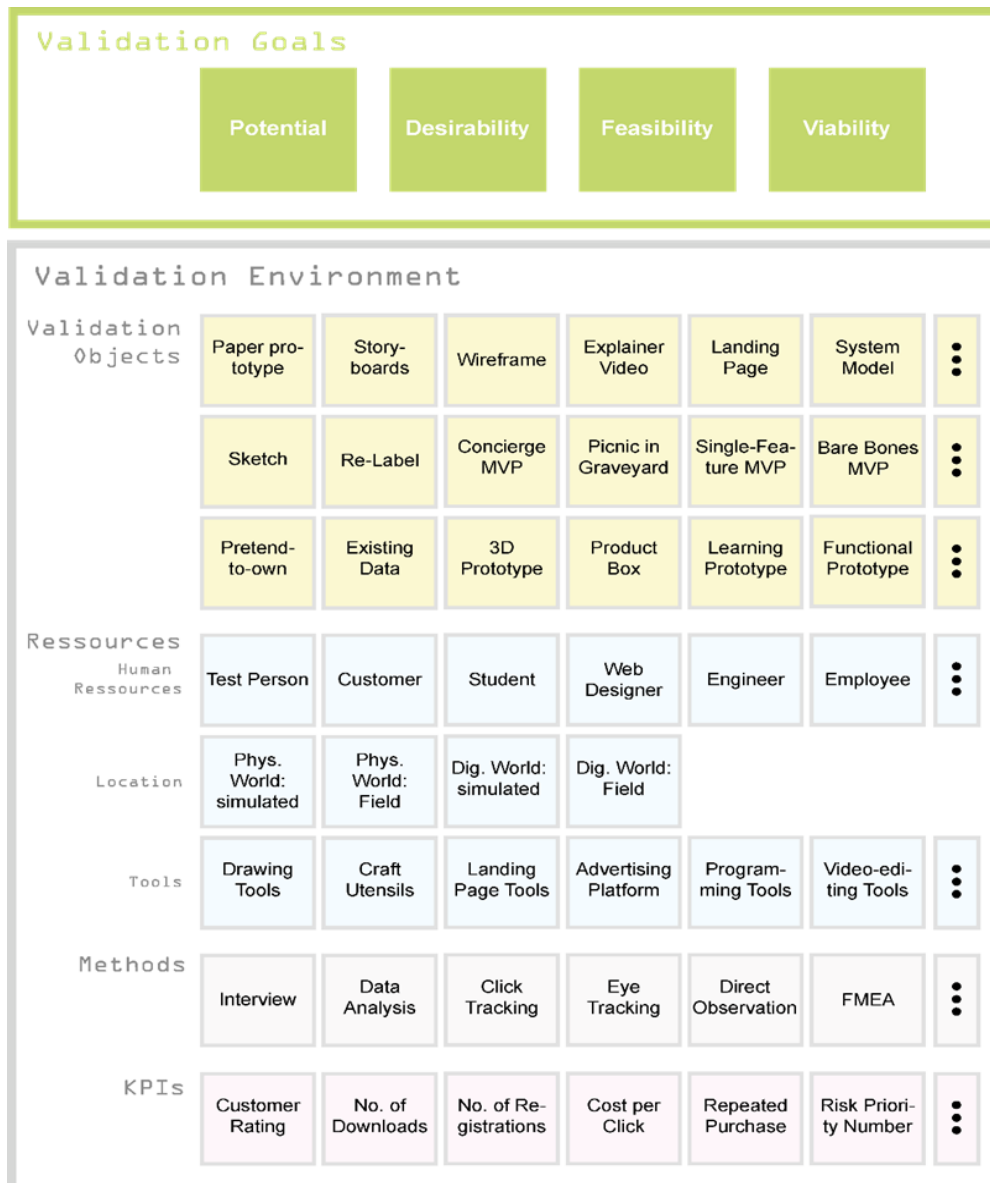 Validation Goals
Potential
Desirability
Feasibility
Viability
Validation Environment
Validation
Objects
Paper pro-
totype
Story-
boards
Wireframe
Explainer
Video
Landing
Page
System
Model
Sketch
Re-Label
Concierge
MVP
Picnic in
Graveyard
Single-Fea-
ture MVP
Bare Bones
MVP
Pretend-
to-own
Existing
Data
3D
Prototype
Product
Box
Learning
Prototype
Functional
Prototype
Ressources
Human
Ressources
Test Person
Customer
Student
Web
Designer
Engineer
Employee
Location
Phys.
World:
simulated
Phys.
World:
Field
Dig. World:
simulated
Dig. World:
Field
Tools
Drawing
Tools
Craft
Utensils
Landing
Page Tools
Advertising
Platform
Program-
ming Tools
Video-edi-
ting Tools
Methods
Interview
Data
Analysis
Click
Tracking
Eye
Tracking
Direct
Observation
FMEA
KPIs
Customer
Rating
No. of
Downloads
No. of Re-
gistrations
Cost per
Click
Repeated
Purchase
Risk Priori-
ty Number